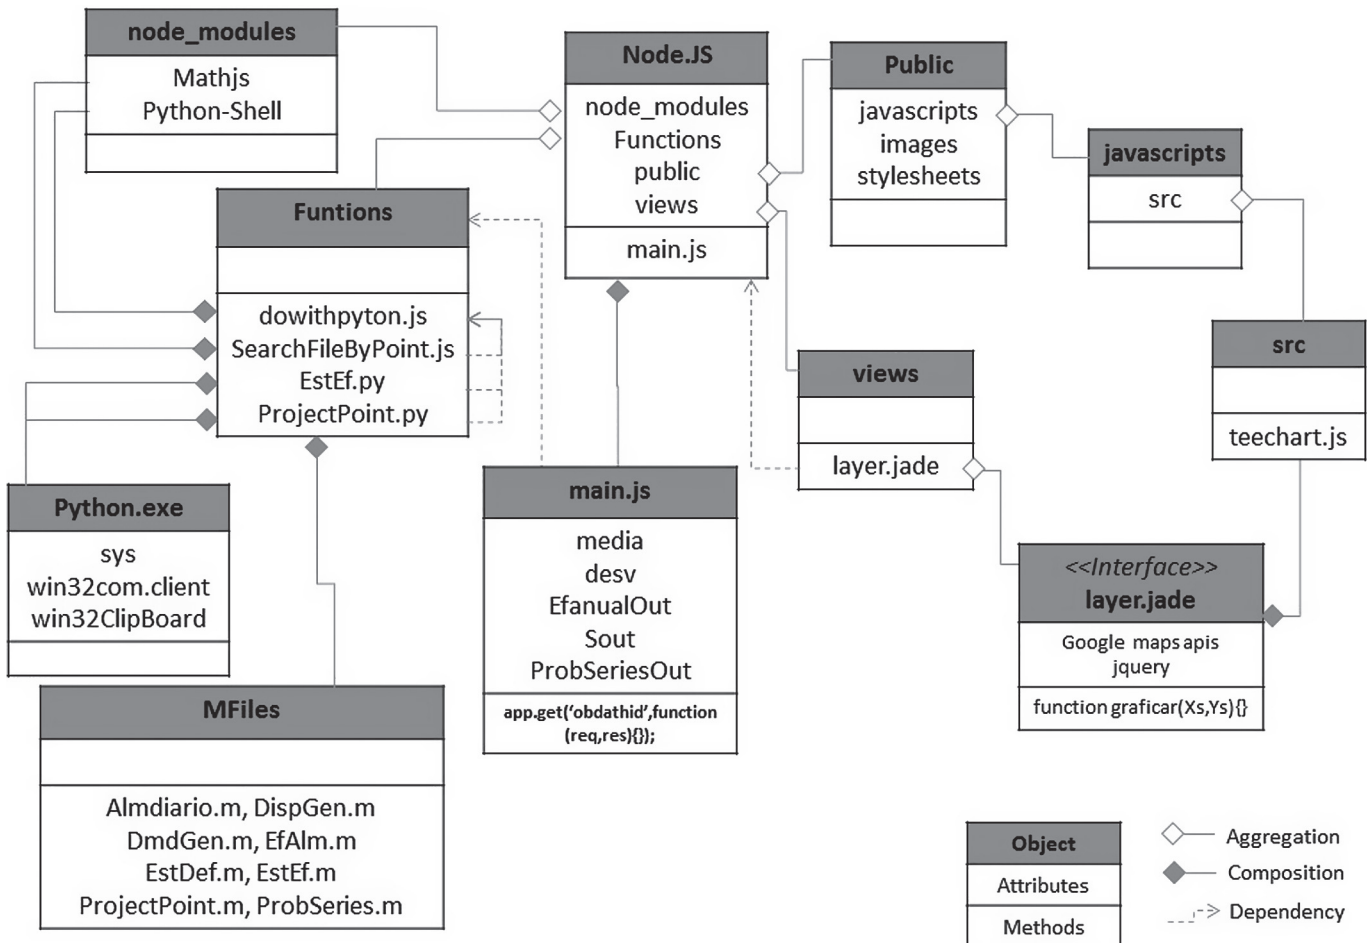 node_modules
Mathjs
Python-Shell
Node.JS
node_modules
Functions
public
views
main.js
Public
javascripts
images
stylesheets
javascripts
src
Funtions
dowithpyton.js
SearchFileByPoint.js
EstEf.py
ProjectPoint.py
src
teechart.js
views
layer.jade
Python.exe
sys
win32com.client
win32ClipBoard
main.js
media
desv
EfanualOut
Sout
ProbSeriesOut
app.get(‘obdathid’,function
(req,res){});
<<Interface>>
layer.jade
Google maps apis
jquery
function graficar(Xs,Ys){}
MFiles
Almdiario.m, DispGen.m
DmdGen.m, EfAlm.m
EstDef.m, EstEf.m
ProjectPoint.m, ProbSeries.m
Object
Attributes
Methods
Aggregation
Composition
Dependency